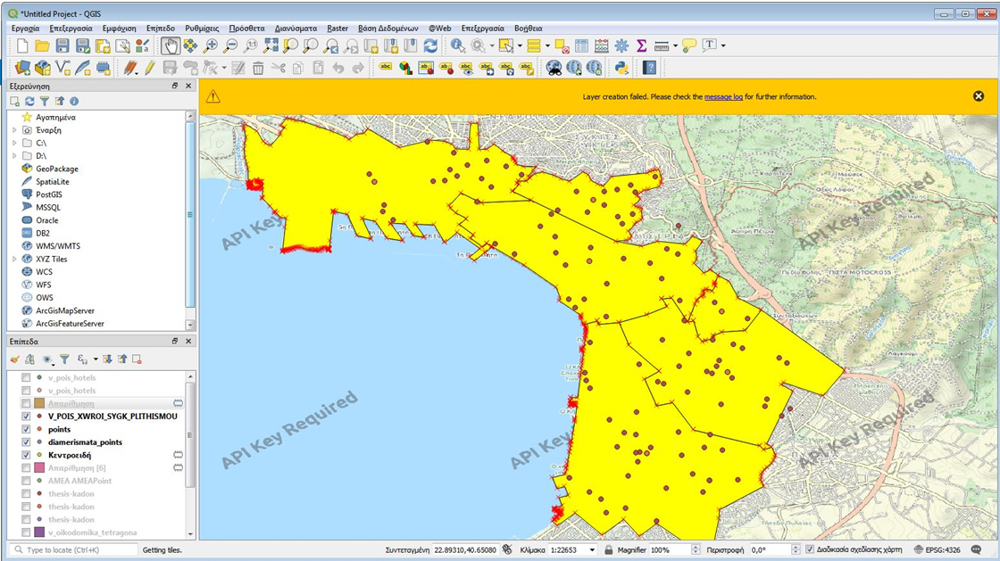 *Untitled Project - QGIS
Εργασία Επεξεργασία Εμφάνιση Επίπεδο Ρυθμίσεις Πρόσθετα Διανύσματα Raster Βάση Δεδομένων @Web Επεξεργασία Βοήθεια
Εξερεύνηση
Layer creation failed. Please check the message log for further information.
Αγαπημένα
Έναρξη
C:\
D:\
GeoPackage
SpatiaLite
PostGIS
MSSQL
Oracle
DB2
WMS/WMTS
XYZ Tiles
WCS
WFS
OWS
ArcGisMapServer
ArcGisFeatureServer
Επίπεδα
v_pois_hotels
v_pois_hotels
Απαρίθμηση
V_POIS_XWROI_SYGK_PLITHISMOU
points
diamerismata_points
Κεντροειδή
Απαρίθμηση [6]
AMEA AMEAPoint
thesis-kadon
thesis-kadon
thesis-kadon
v_oikodomika_tetragona
API Key
API Key Required
API Key Required
API Key
API Key Required
ΠΙΣΤΑ MOTOCROSS
Συνταξιούχων
Type to locate (Ctrl+K) Getting tiles. Συντεταγμένη 22.89310,40.65080 Κλίμακα 1:22653 Magnifier 100% Περιστροφή 0,0° Διαδικασία σχεδίασης χάρτη EPSG:4326